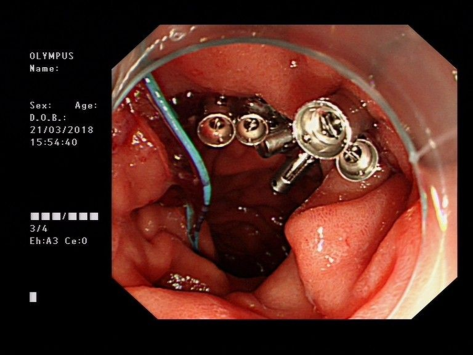 OLYMPUS
Name:
Sex: Age:
D.O.B.:
21/03/2018
15:54:40
■■■/■■■
3/4
Eh:A3 Ce:0